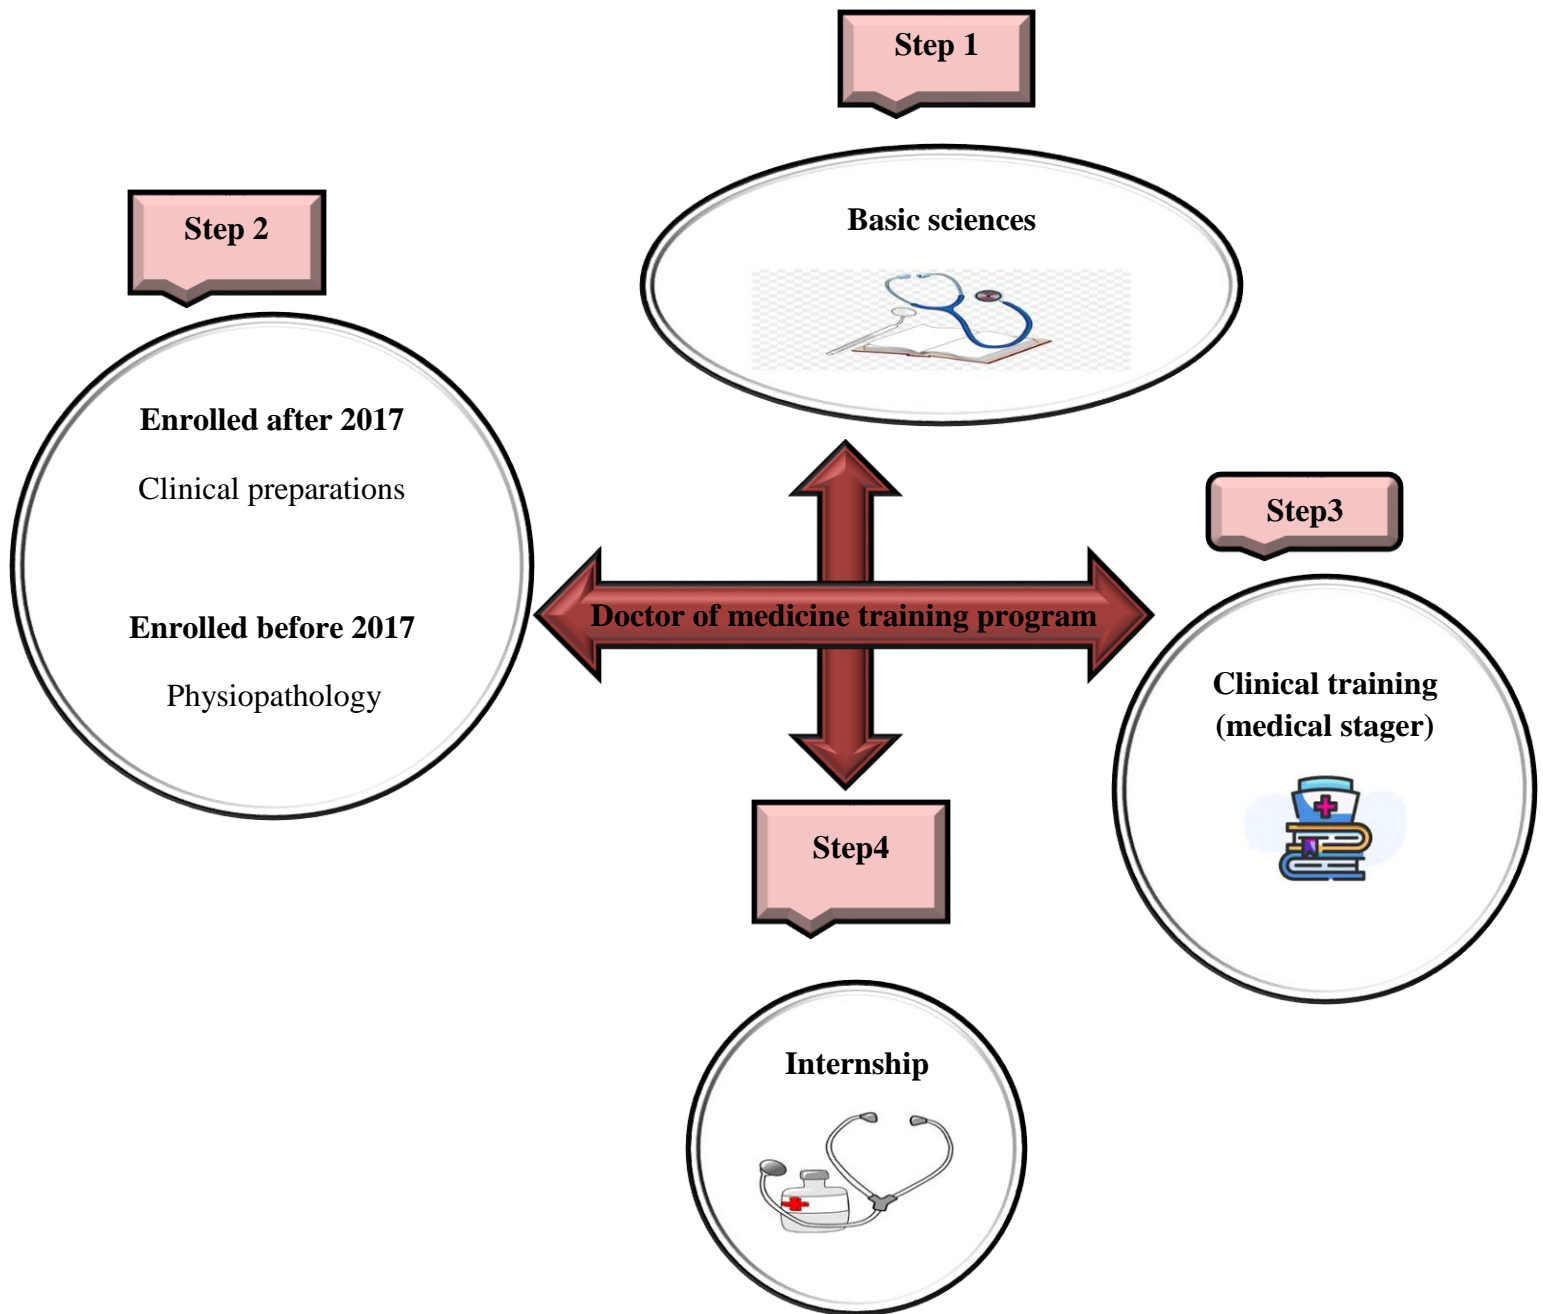 Step 1
Basic sciences
Step 2
Enrolled after 2017
Clinical preparations
Enrolled before 2017
Physiopathology
Doctor of medicine training program
Step3
Clinical training
(medical stager)
Step4
Internship